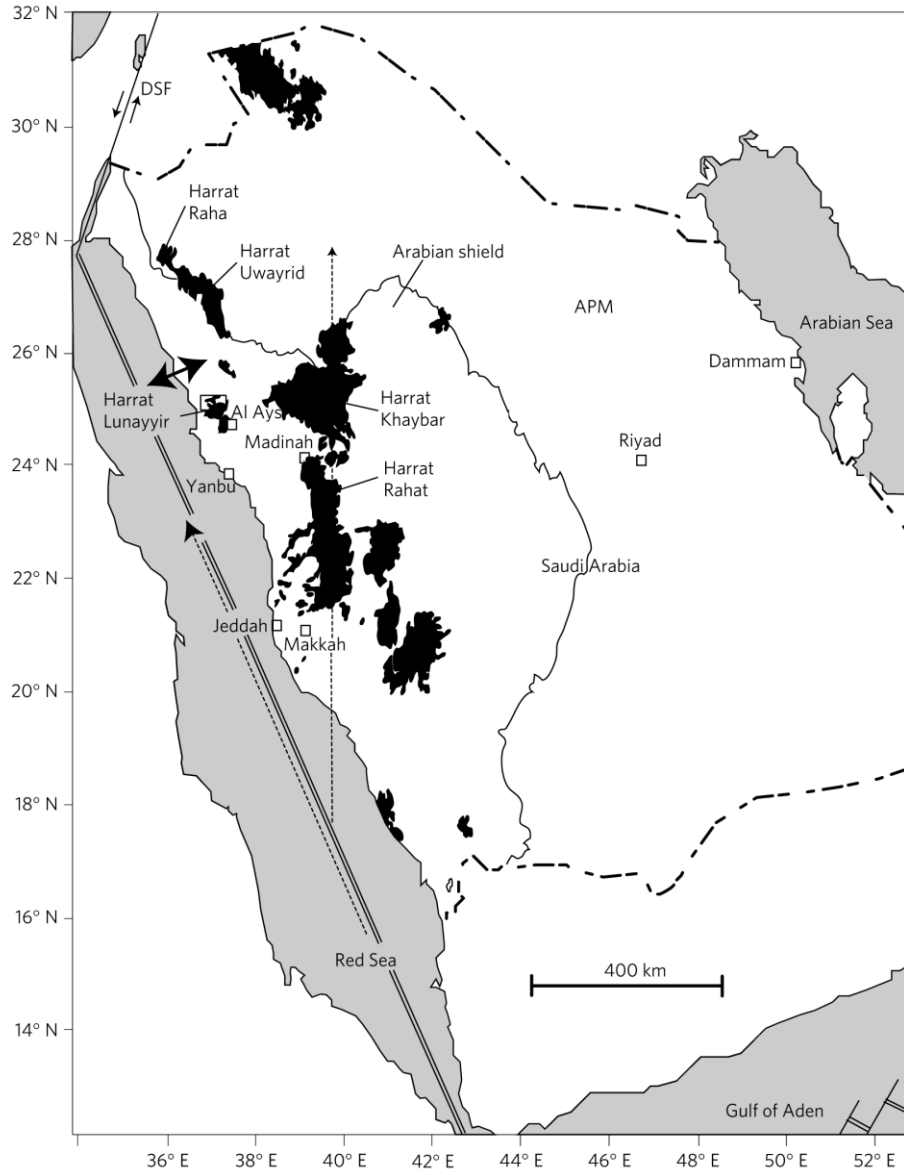 32° N
30° N
28° N
26° N
24° N
22° N
20° N
18° N
16° N
14° N
DSF
Harrat
Raha
Harrat
Uwayrid
Arabian shield
APM
Arabian Sea
Dammam
Harrat
Lunayyir
Al Ays
Harrat
Khaybar
Madinah
Riyad
Harrat
Rahat
Yanbu
Saudi Arabia
Jeddah
Makkah
Red Sea
400 km
Gulf of Aden
36° E
38° E
40° E
42° E
44° E
46° E
48° E
50° E
52° E